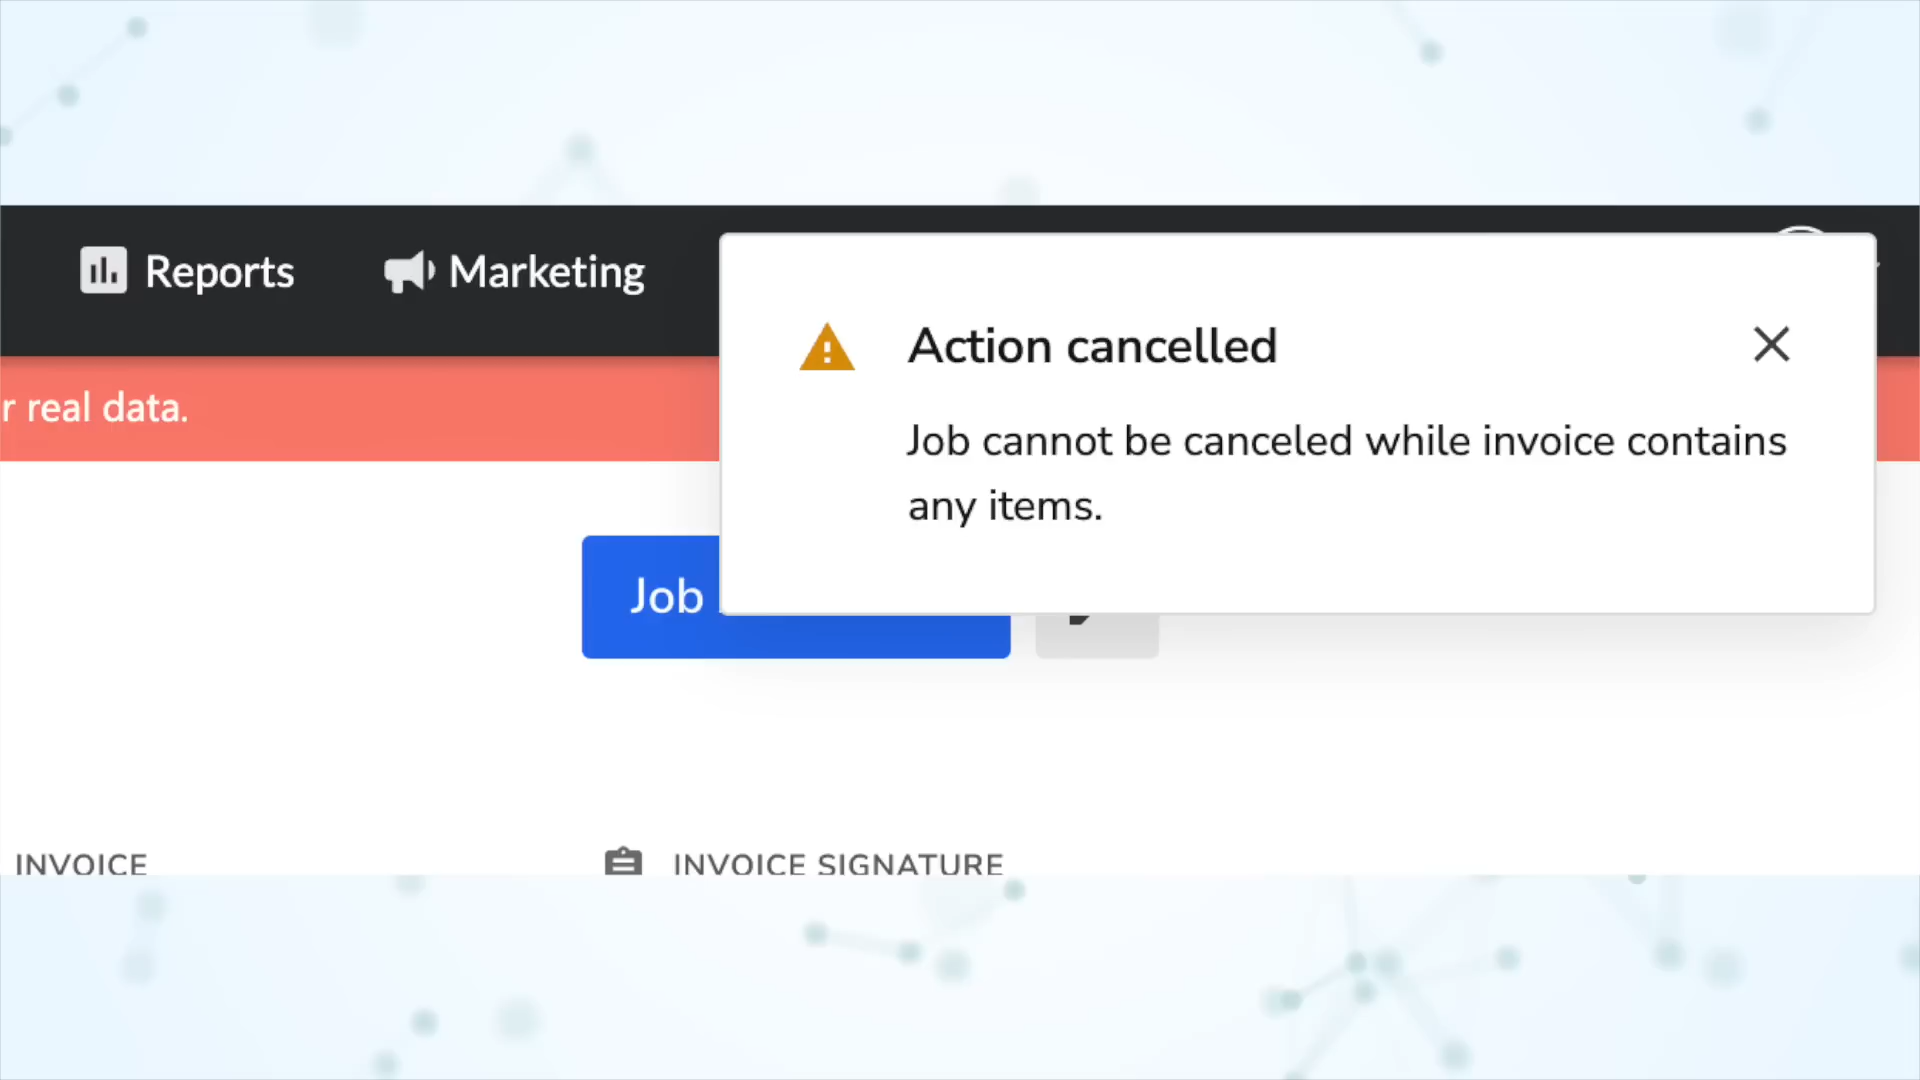 Reports
Marketing
Action cancelled
r real data.
Job cannot be canceled while invoice contains
any items.
Job
INVOICE
INVOICE SIGNATURE